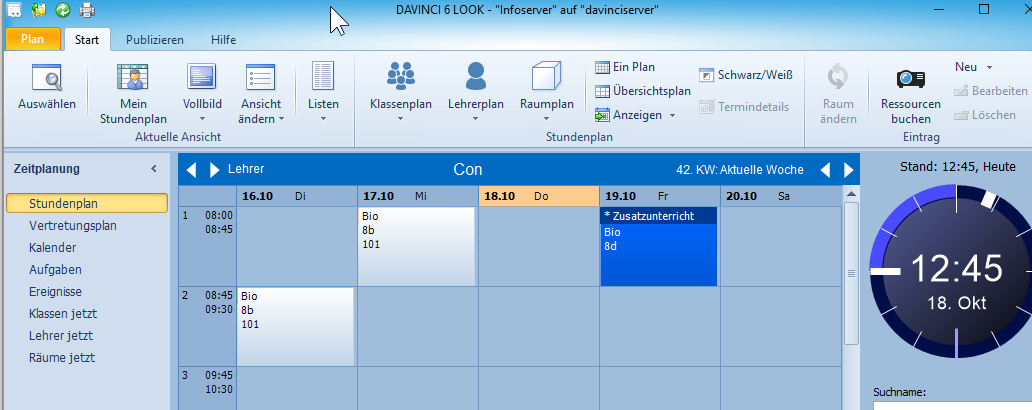 DAVINCI 6 LOOK - "Infoserver" auf "davinciserver"
Plan Start Publizieren Hilfe
Auswählen
Mein Stundenplan
Vollbild
Ansicht ändern
Listen
Aktuelle Ansicht
Klassenplan
Lehrerplan
Raumplan
Ein Plan
Übersichtsplan
Anzeigen
Schwarz/Weiß
Termindetails
Stundenplan
Raum ändern
Ressourcen buchen
Neu
Bearbeiten
Löschen
Eintrag
Zeitplanung
Stundenplan
Vertretungsplan
Kalender
Aufgaben
Ereignisse
Klassen jetzt
Lehrer jetzt
Räume jetzt
Lehrer Con 42. KW: Aktuelle Woche
16.10 Di 17.10 Mi 18.10 Do 19.10 Fr 20.10 Sa
1 08:00
08:45
Bio
8b
101
* Zusatzunterricht
Bio
8d
2 08:45
09:30
Bio
8b
101
3 09:45
10:30
Stand: 12:45, Heute
12:45
18. Okt
Suchname: